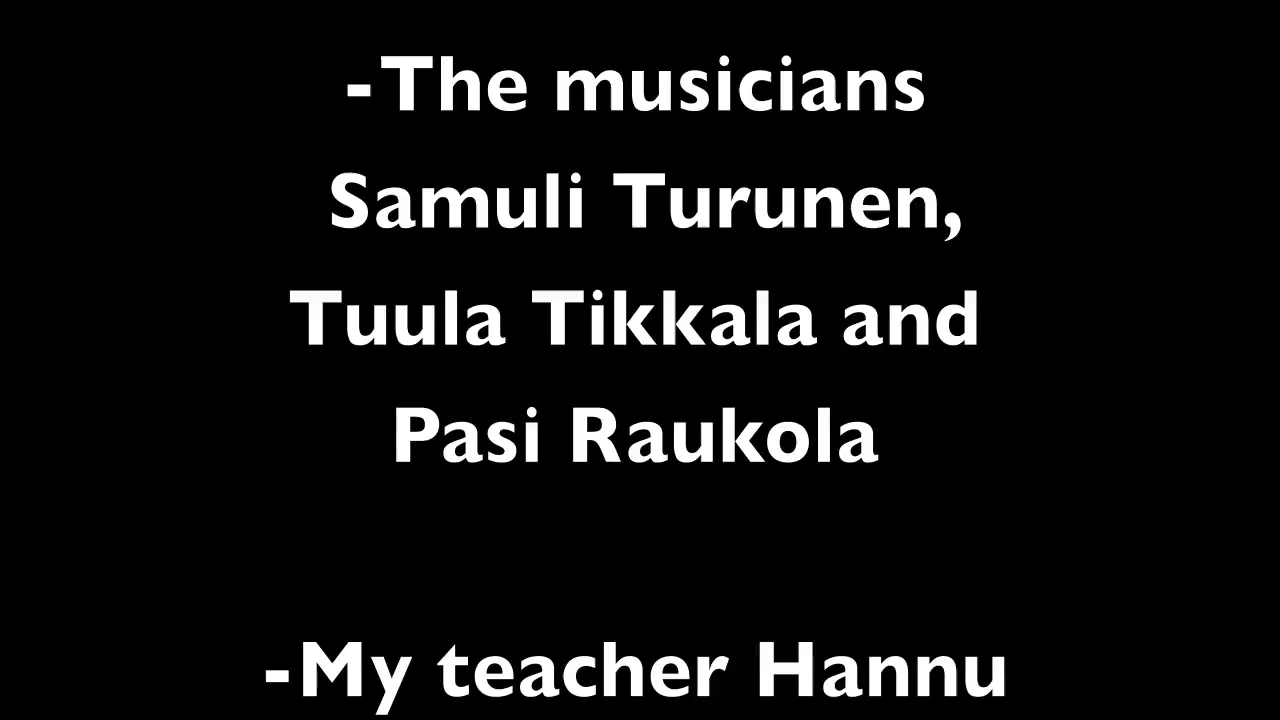 -The musicians
Samuli Turunen,
Tuula Tikkala and
Pasi Raukola
-My teacher Hannu